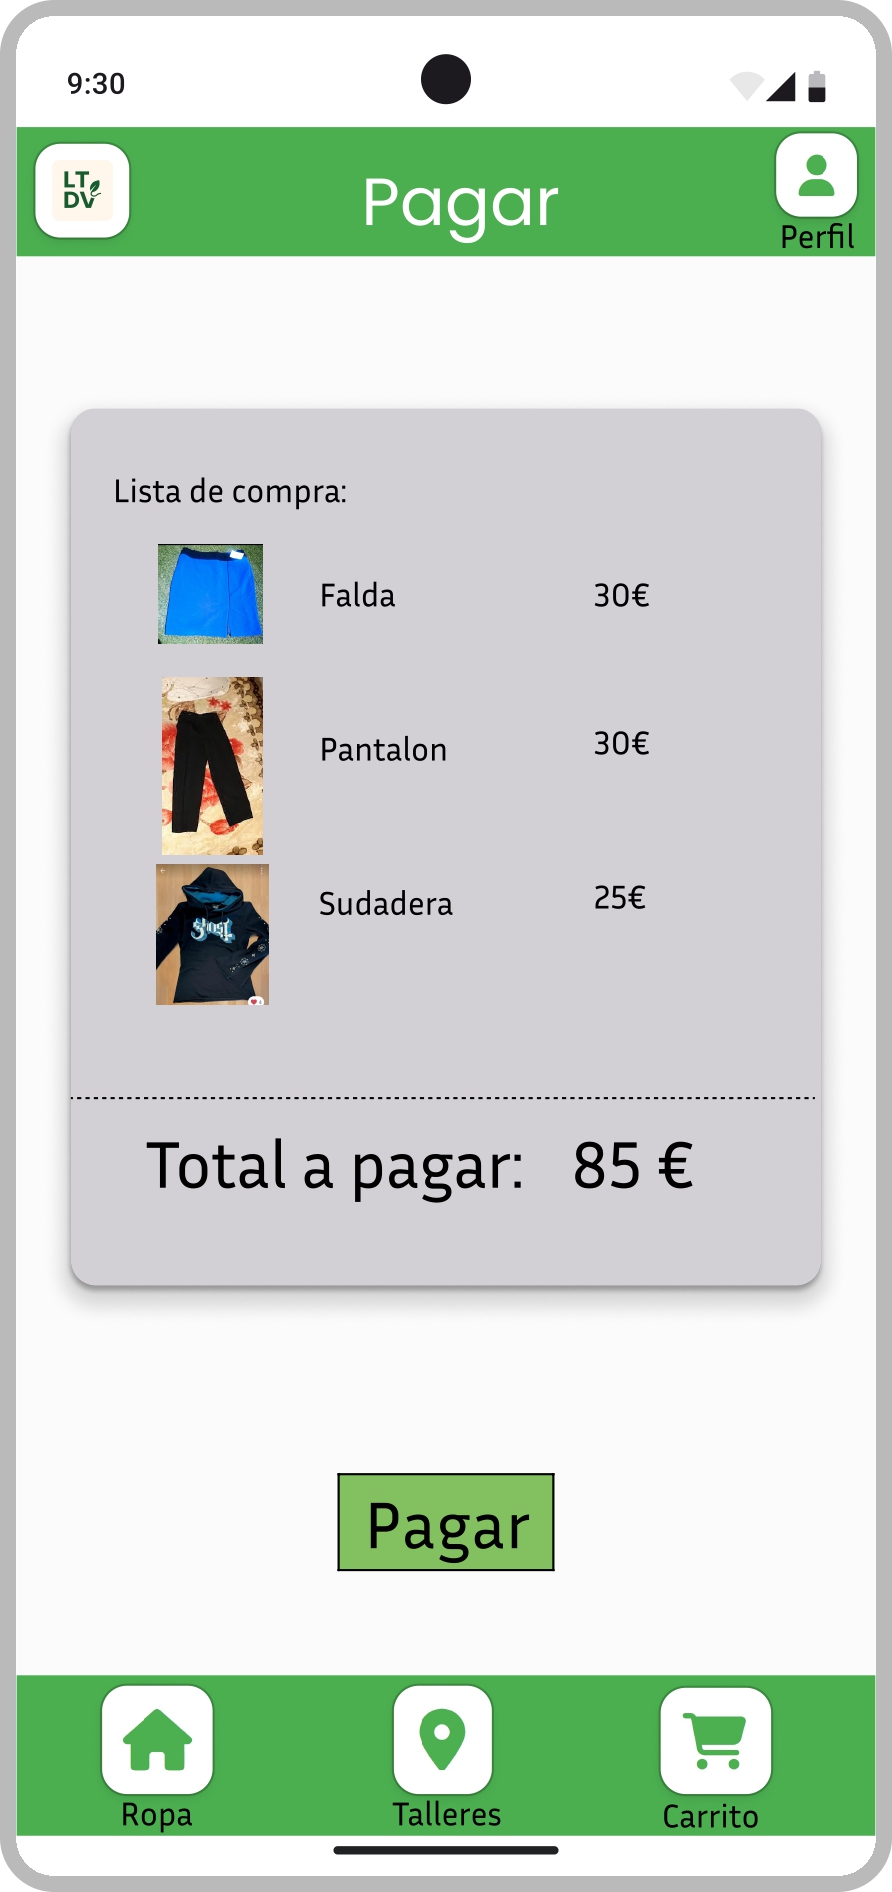 9:30
LT
DV
Pagar
Perfil
Lista de compra:
Falda 30€
Pantalon 30€
Sudadera 25€
Ghost
Total a pagar: 85 €
Pagar
Ropa Talleres Carrito